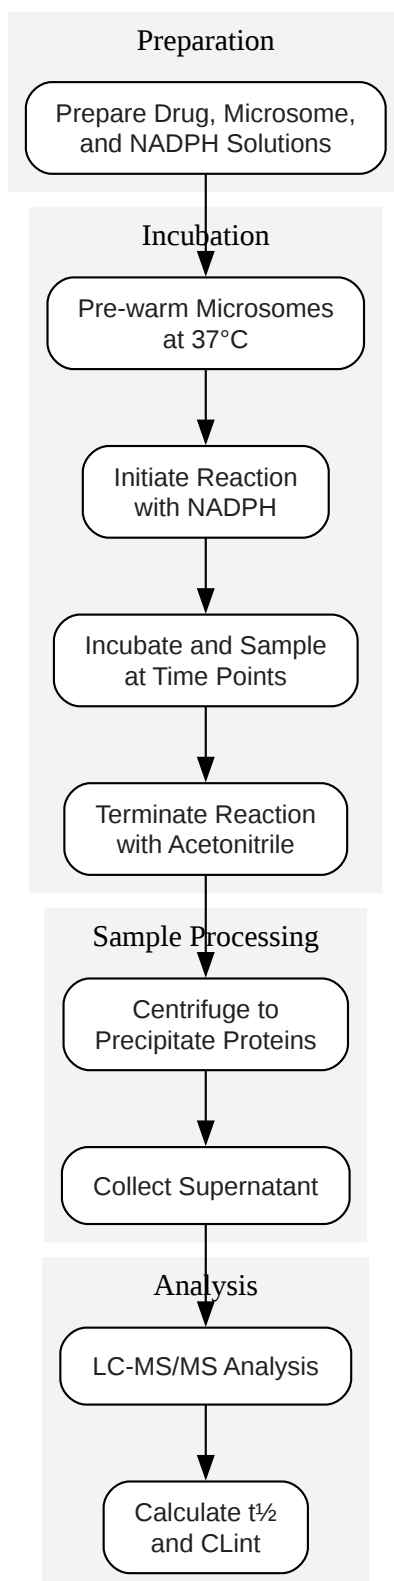 Preparation
Prepare Drug, Microsome,
and NADPH Solutions
Incubation
Pre-warm Microsomes
at 37°C
Initiate Reaction
with NADPH
Incubate and Sample
at Time Points
Terminate Reaction
with Acetonitrile
Sample Processing
Centrifuge to
Precipitate Proteins
Collect Supernatant
Analysis
LC-MS/MS Analysis
Calculate t½
and CLint